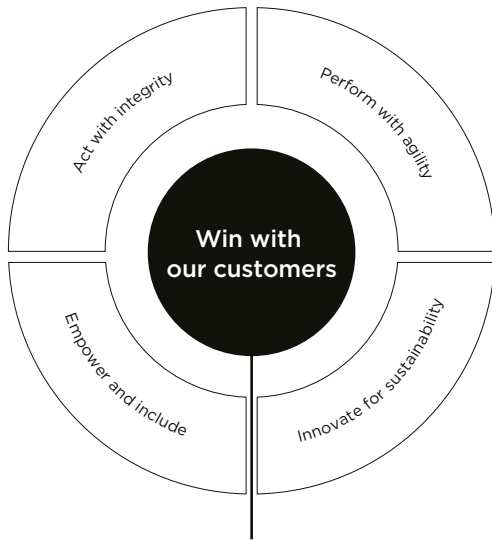 Act with integrity
Perform with agility
Win with
our customers
Empower and include
Innovate for sustainability